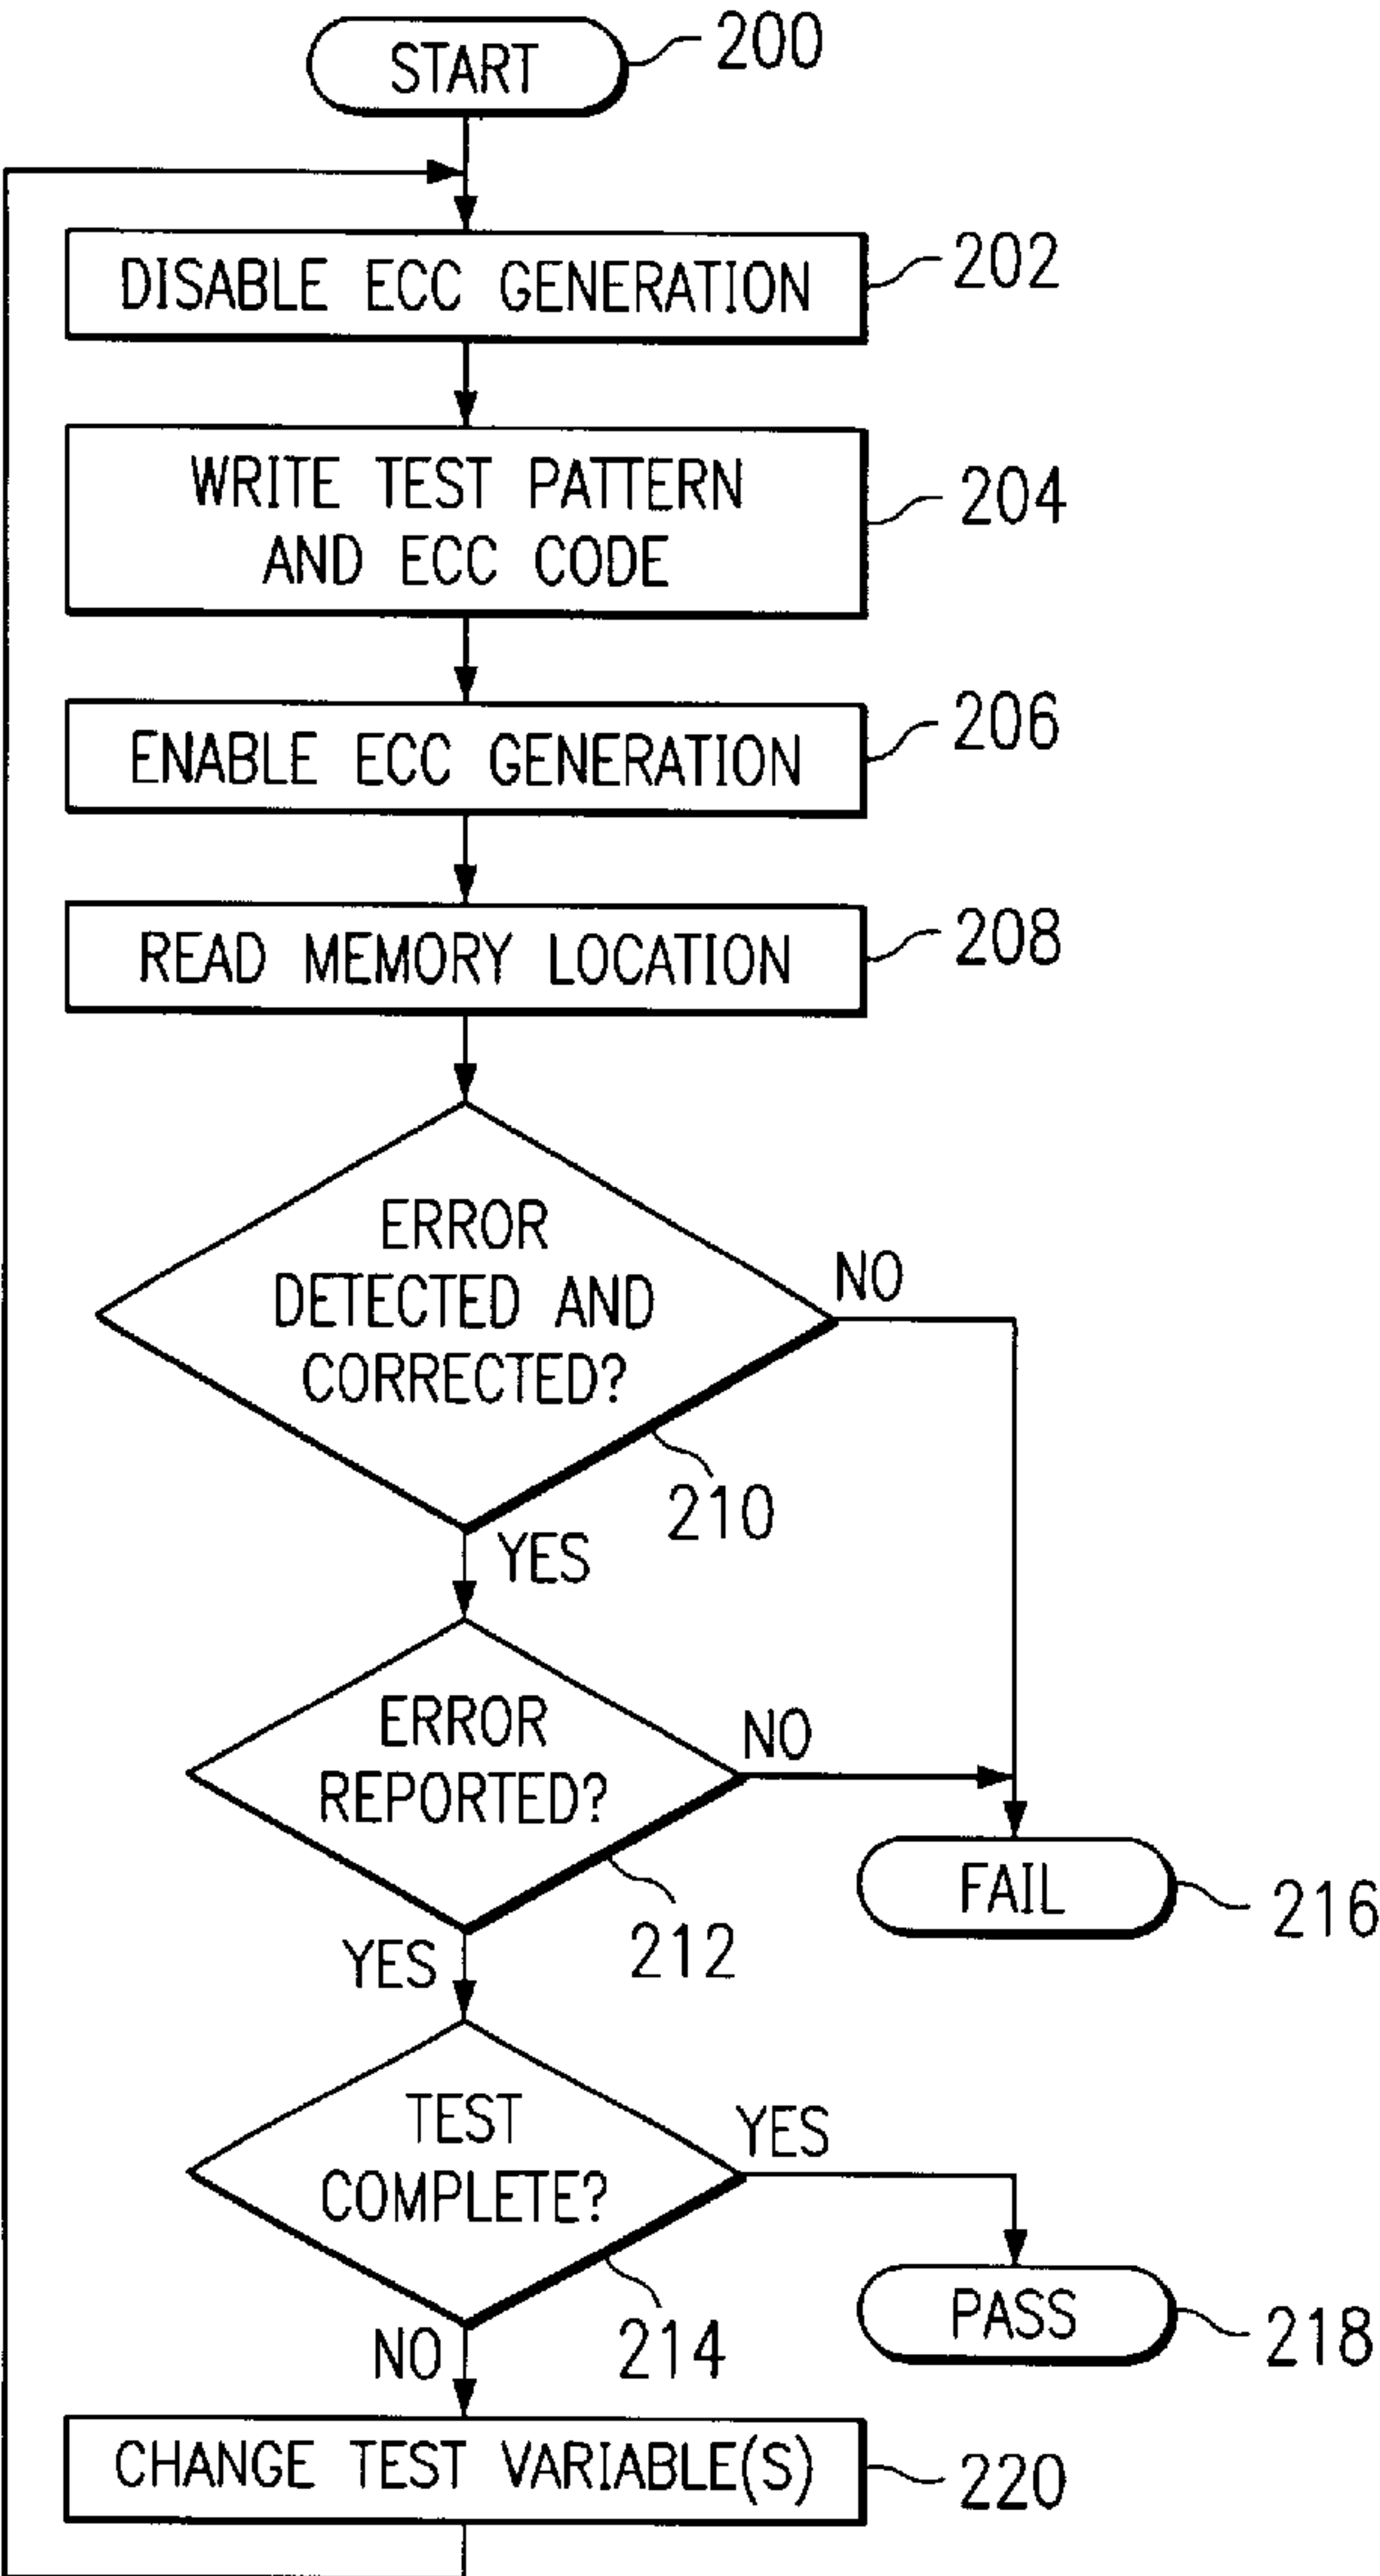 START
200
DISABLE ECC GENERATION
202
WRITE TEST PATTERN
AND ECC CODE
204
ENABLE ECC GENERATION
206
READ MEMORY LOCATION
208
ERROR
DETECTED AND
CORRECTED?
NO
210
YES
ERROR
REPORTED?
NO
212
YES
FAIL
216
TEST
COMPLETE?
YES
214
NO
PASS
218
CHANGE TEST VARIABLE(S)
220